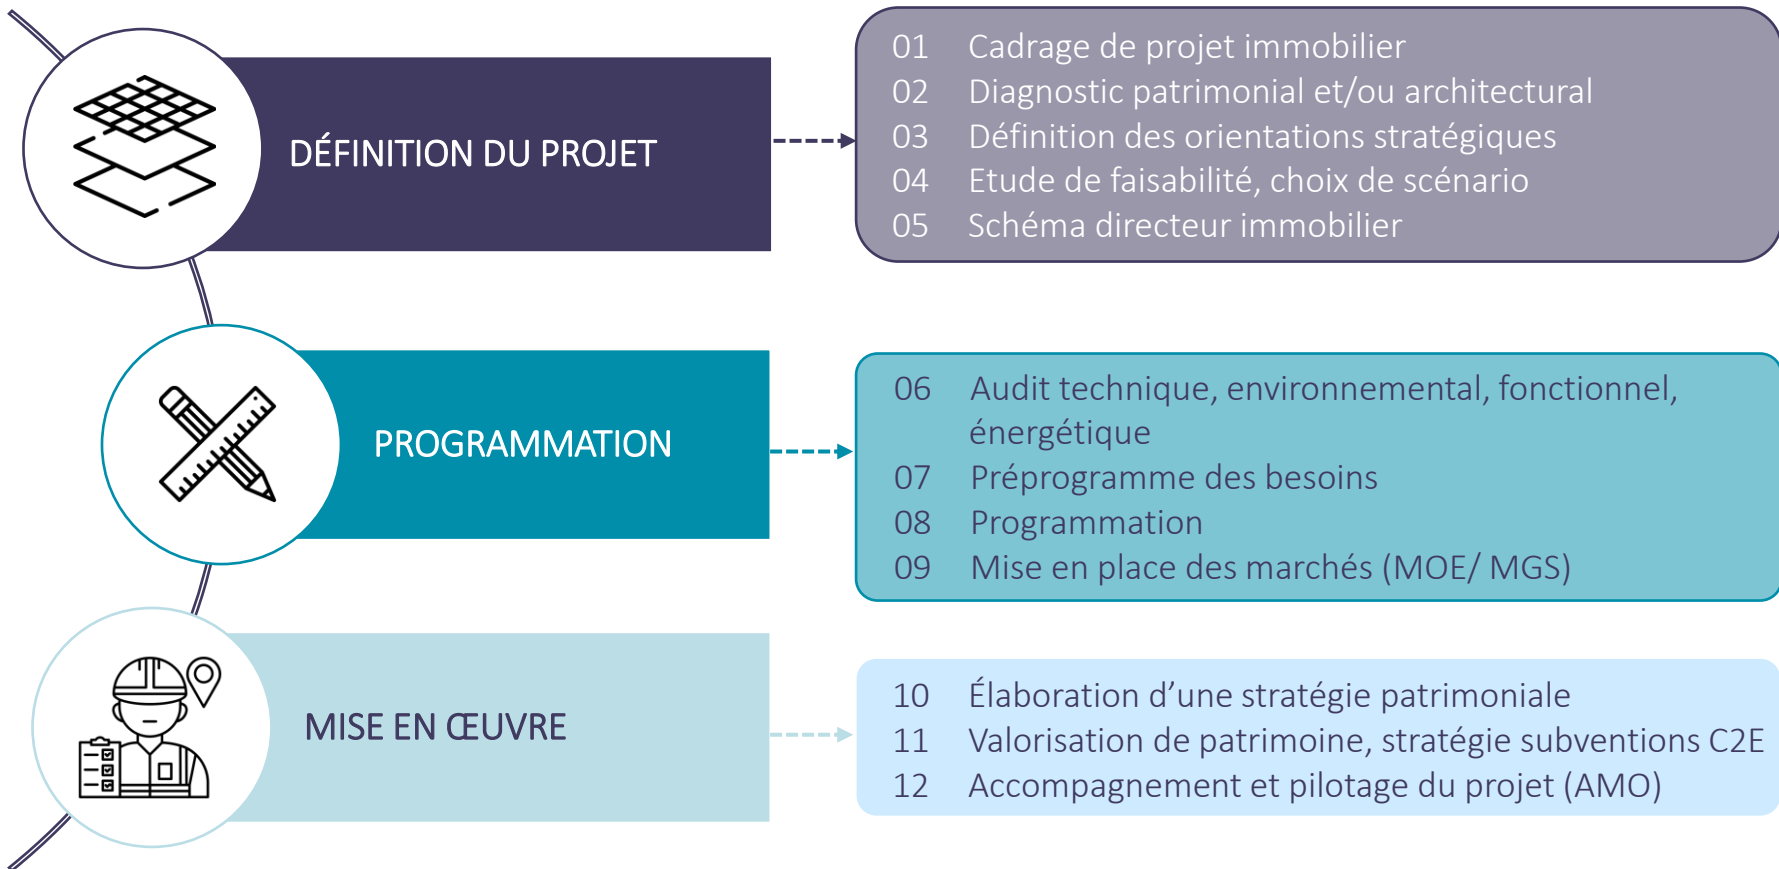 DÉFINITION DU PROJET
01 Cadrage de projet immobilier
02 Diagnostic patrimonial et/ou architectural
03 Définition des orientations stratégiques
04 Etude de faisabilité, choix de scénario
05 Schéma directeur immobilier
PROGRAMMATION
06 Audit technique, environnemental, fonctionnel,
énergétique
07 Préprogramme des besoins
08 Programmation
09 Mise en place des marchés (MOE/ MGS)
MISE EN ŒUVRE
10 Élaboration d’une stratégie patrimoniale
11 Valorisation de patrimoine, stratégie subventions C2E
12 Accompagnement et pilotage du projet (AMO)